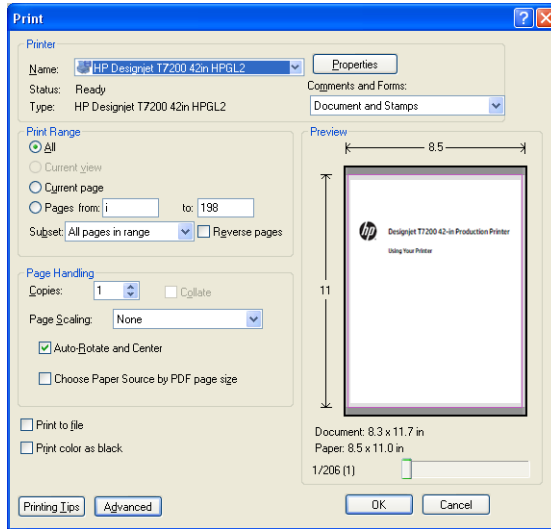 Print
Printer
Name: HP Designjet T7200 42in HPGL2
Properties
Status: Ready
Comments and Forms:
Type: HP Designjet T7200 42in HPGL2
Document and Stamps
Print Range
All
Current view
Current page
Pages from: i to: 198
Subset: All pages in range
Reverse pages
Page Handling
Copies: 1
Collate
Page Scaling: None
Auto-Rotate and Center
Choose Paper Source by PDF page size
Print to file
Print color as black
Preview
8.5
11
hp
Designjet T7200 42-in Production Printer
Using Your Printer
Document: 8.3 x 11.7 in
Paper: 8.5 x 11.0 in
1/206 (1)
Printing Tips
Advanced
OK
Cancel